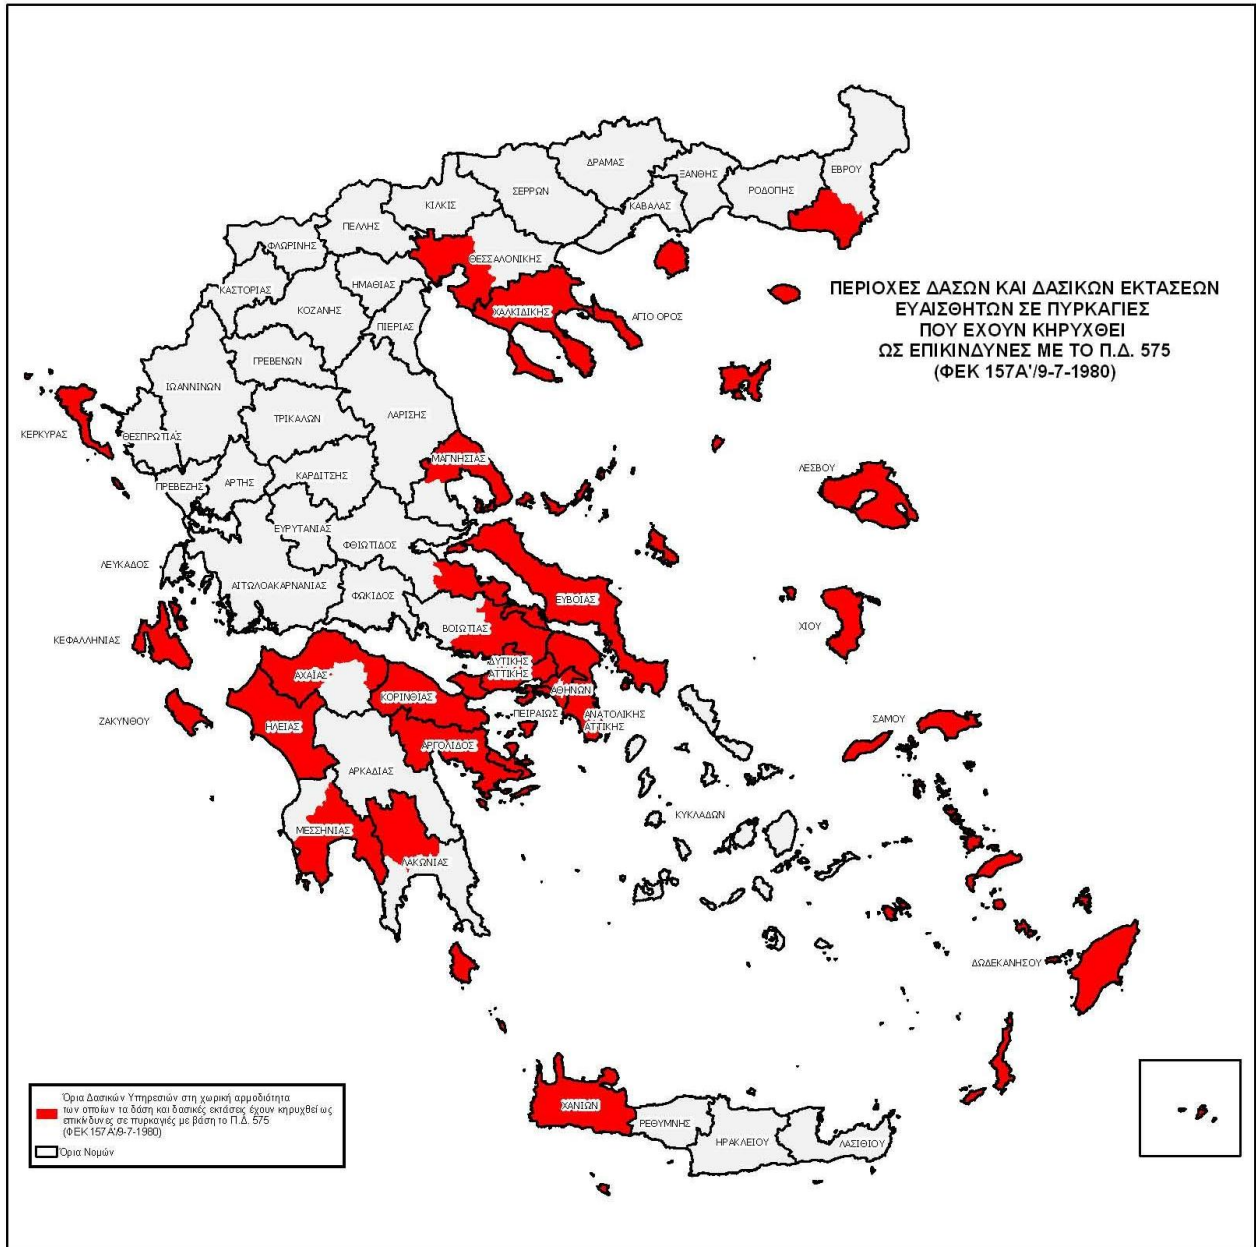 ΠΕΡΙΟΧΕΣ ΔΑΣΩΝ ΚΑΙ ΔΑΣΙΚΩΝ ΕΚΤΑΣΕΩΝ
ΕΥΑΙΣΘΗΤΩΝ ΣΕ ΠΥΡΚΑΓΙΕΣ
ΠΟΥ ΕΧΟΥΝ ΚΗΡΥΧΘΕΙ
ΩΣ ΕΠΙΚΙΝΔΥΝΕΣ ΜΕ ΤΟ Π.Δ. 575
(ΦΕΚ 157Α'/9-7-1980)
ΔΡΑΜΑΣ
ΞΑΝΘΗΣ
ΕΒΡΟΥ
ΡΟΔΟΠΗΣ
ΣΕΡΡΩΝ
ΚΙΛΚΙΣ
ΚΑΒΑΛΑΣ
ΠΕΛΛΗΣ
ΦΛΩΡΙΝΗΣ
ΘΕΣΣΑΛΟΝΙΚΗΣ
ΚΑΣΤΟΡΙΑΣ
ΗΜΑΘΙΑΣ
ΚΟΖΑΝΗΣ
ΧΑΛΚΙΔΙΚΗΣ
ΑΓΙΟ ΟΡΟΣ
ΠΙΕΡΙΑΣ
ΓΡΕΒΕΝΩΝ
ΙΩΑΝΝΙΝΩΝ
ΤΡΙΚΑΛΩΝ
ΛΑΡΙΣΗΣ
ΚΕΡΚΥΡΑΣ
ΘΕΣΠΡΩΤΙΑΣ
ΜΑΓΝΗΣΙΑΣ
ΛΕΣΒΟΥ
ΚΑΡΔΙΤΣΗΣ
ΠΡΕΒΕΖΗΣ
ΑΡΤΗΣ
ΕΥΡΥΤΑΝΙΑΣ
ΦΘΙΩΤΙΔΟΣ
ΛΕΥΚΑΔΟΣ
ΑΙΤΩΛΟΑΚΑΡΝΑΝΙΑΣ
ΦΩΚΙΔΟΣ
ΕΥΒΟΙΑΣ
ΒΟΙΩΤΙΑΣ
ΧΙΟΥ
ΚΕΦΑΛΛΗΝΙΑΣ
ΔΥΤΙΚΗΣ
ΑΤΤΙΚΗΣ
ΑΧΑΪΑΣ
ΚΟΡΙΝΘΙΑΣ
ΑΘΗΝΩΝ
ΖΑΚΥΝΘΟΥ
ΗΛΕΙΑΣ
ΠΕΙΡΑΙΩΣ
ΑΝΑΤΟΛΙΚΗΣ
ΑΤΤΙΚΗΣ
ΣΑΜΟΥ
ΑΡΓΟΛΙΔΟΣ
ΑΡΚΑΔΙΑΣ
ΚΥΚΛΑΔΩΝ
ΜΕΣΣΗΝΙΑΣ
ΛΑΚΩΝΙΑΣ
ΔΩΔΕΚΑΝΗΣΟΥ
ΧΑΝΙΩΝ
ΡΕΘΥΜΝΗΣ
ΗΡΑΚΛΕΙΟΥ
ΛΑΣΙΘΙΟΥ
Όρια Δασικών Υπηρεσιών στη χωρική αρμοδιότητα
των οποίων τα δάση και δασικές εκτάσεις έχουν κηρυχθεί ως
επικίνδυνες σε πυρκαγιές με βάση το Π.Δ. 575
(ΦΕΚ 157Α'/9-7-1980)
Όρια Νομών